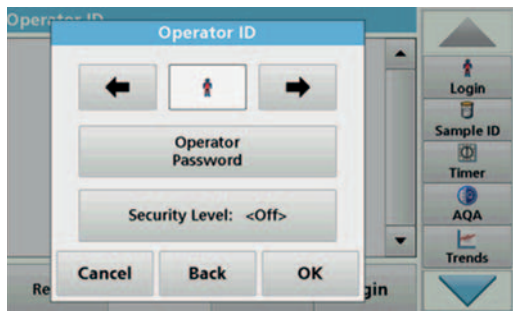 Operator ID
Operator ID
Login
Sample ID
Operator
Password
Timer
Security Level: <Off>
AQA
Trends
Cancel
Back
OK
Re
gin